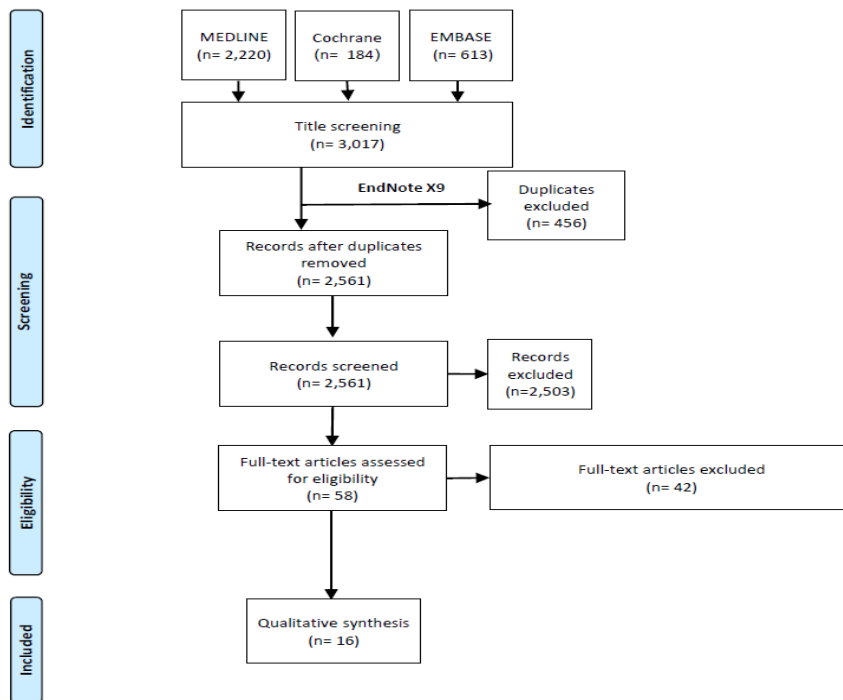 Identification
MEDLINE
(n= 2,220)
Cochrane
(n=  184)
EMBASE
(n= 613)
Title screening
(n= 3,017)
EndNote X9
Duplicates
excluded
(n= 456)
Screening
Records after duplicates
removed
(n= 2,561)
Records screened
(n= 2,561)
Records
excluded
(n=2,503)
Eligibility
Full-text articles assessed
for eligibility
(n= 58)
Full-text articles excluded
(n= 42)
Included
Qualitative synthesis
(n= 16)